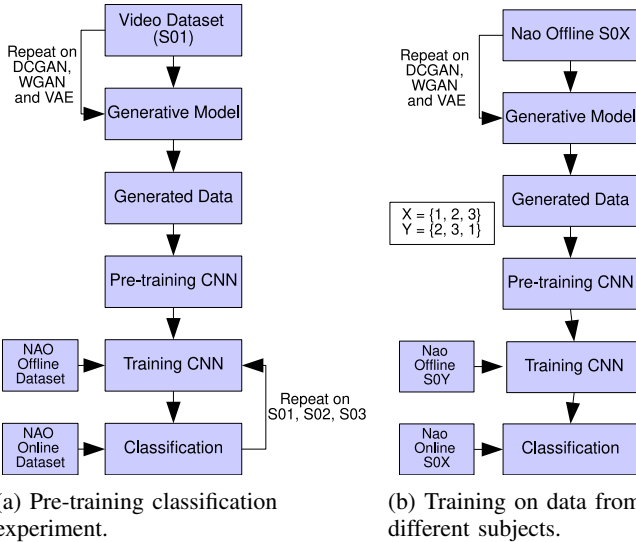 Video Dataset
(S01)
Repeat on
DCGAN,
WGAN
and VAE
Generative Model
Generated Data
Pre-training CNN
NAO
Offline
Dataset
Training CNN
Repeat on
S01, S02, S03
NAO
Online
Dataset
Classification
(a) Pre-training classification
experiment.
Nao Offline S0X
Repeat on
DCGAN,
WGAN
and VAE
Generative Model
Generated Data
X = {1, 2, 3}
Y = {2, 3, 1}
Pre-training CNN
Nao
Offline
S0Y
Training CNN
Nao
Online
S0X
Classification
(b) Training on data from
different subjects.